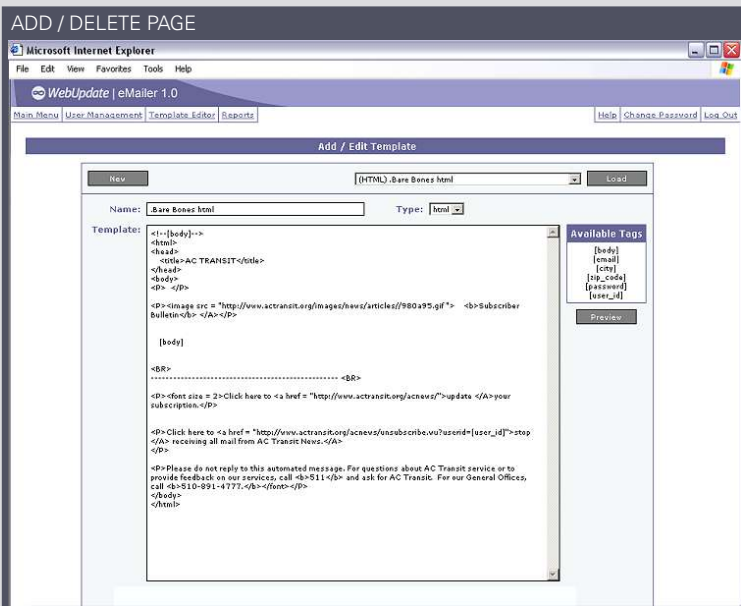 ADD / DELETE PAGE
Microsoft Internet Explorer
File Edit View Favorites Tools Help
WebUpdate | eMailer 1.0
Main Menu User Management Template Editor Reports Help Change Password Log Out
Add / Edit Template
New (HTML) .Bare Bones html Load
Name: .Bare Bones html Type: html
Template:
<!--[body]-->
<html>
<head>
<title>AC TRANSIT</title>
</head>
<body>
<P> </P>
<P><image src = "http://www.actransit.org/images/news/articles//980a95.gif"> <b>Subscriber
Bulletin</b> </A></P>
[body]
<BR>
-------------------------------------------------- <BR>
<P><font size = 2>Click here to <a href = "http://www.actransit.org/acnews/">update </A>your
subscription.</P>
<P>Click here to <a href = "http://www.actransit.org/acnews/unsubscribe.wu?userid=[user_id]">stop
</A> receiving all mail from AC Transit News.</A>
</P>
<P>Please do not reply to this automated message. For questions about AC Transit service or to
provide feedback on our services, call <b>511</b> and ask for AC Transit. For our General Offices,
call <b>510-891-4777.</b></font></P>
</body>
</html>
Available Tags
[body]
[email]
[city]
[zip_code]
[password]
[user_id]
Preview